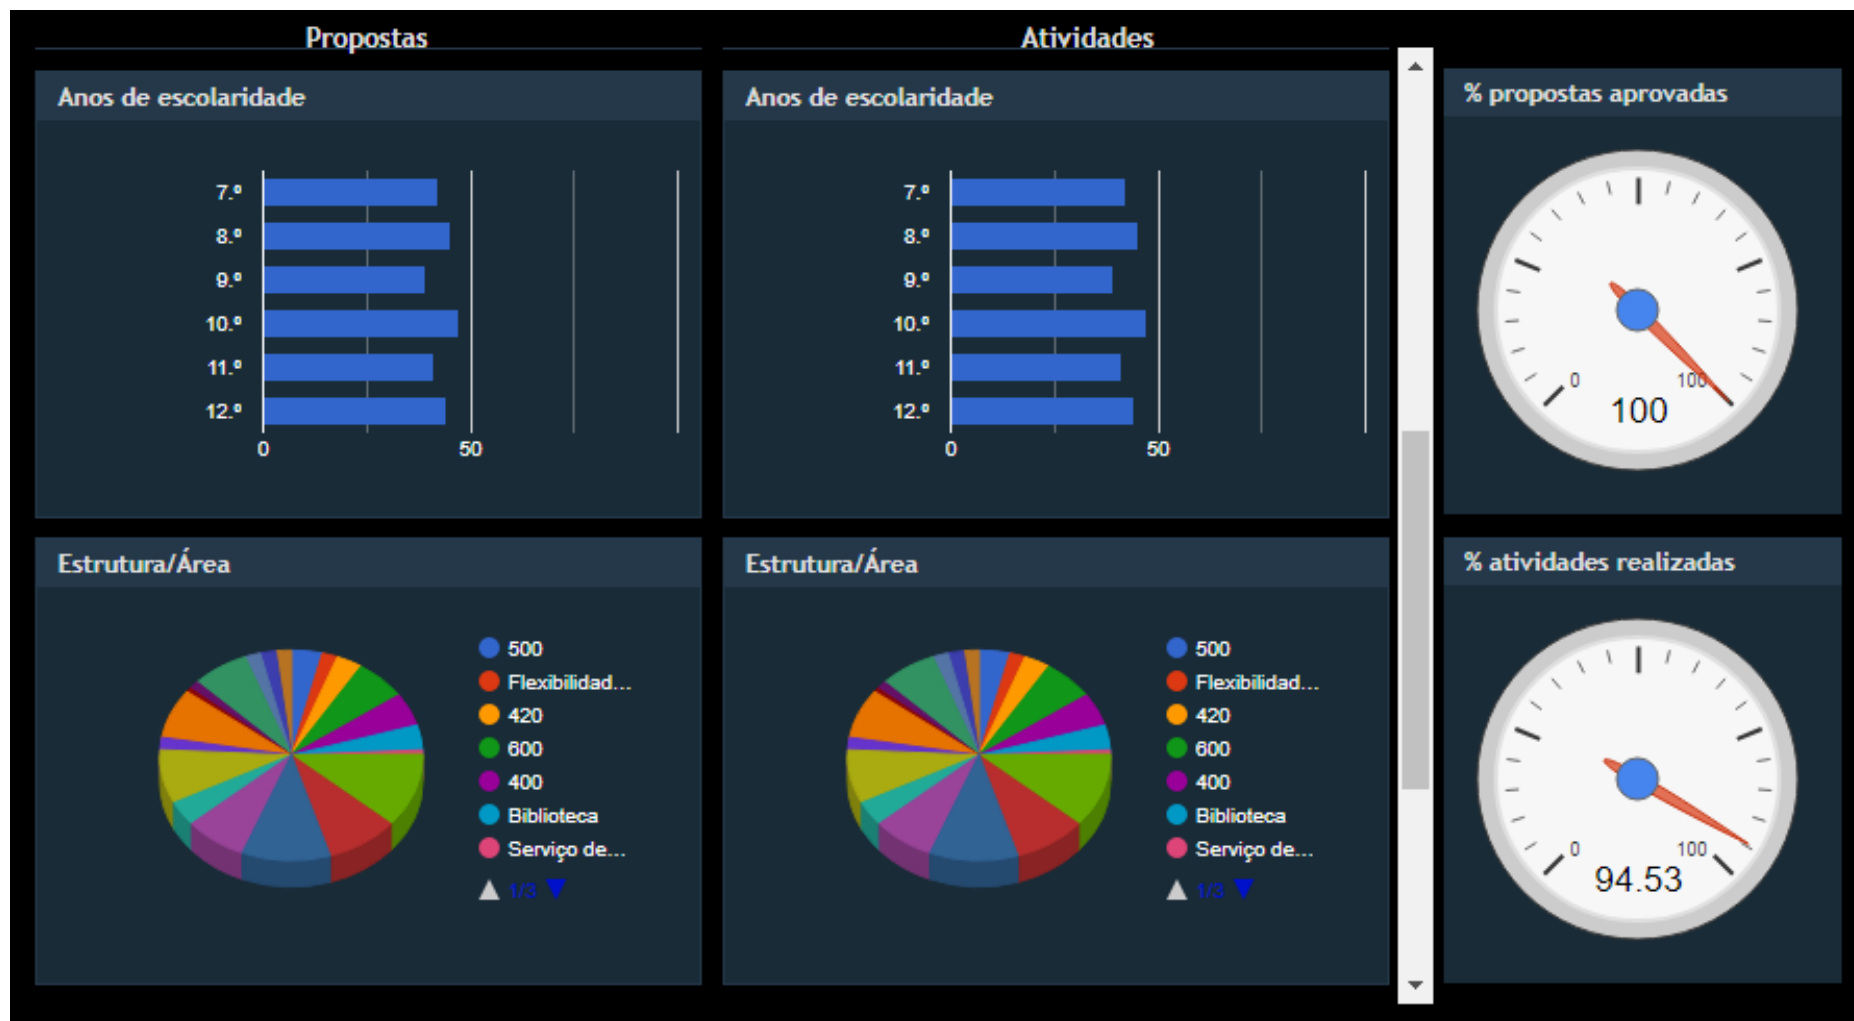 Propostas
Atividades
Anos de escolaridade
7.º
8.º
9.º
10.º
11.º
12.º
0
50
Anos de escolaridade
7.º
8.º
9.º
10.º
11.º
12.º
0
50
% propostas aprovadas
0
100
100
Estrutura/Área
500
Flexibilidad...
420
600
400
Biblioteca
Serviço de...
1/3
Estrutura/Área
500
Flexibilidad...
420
600
400
Biblioteca
Serviço de...
1/3
% atividades realizadas
0
100
94.53